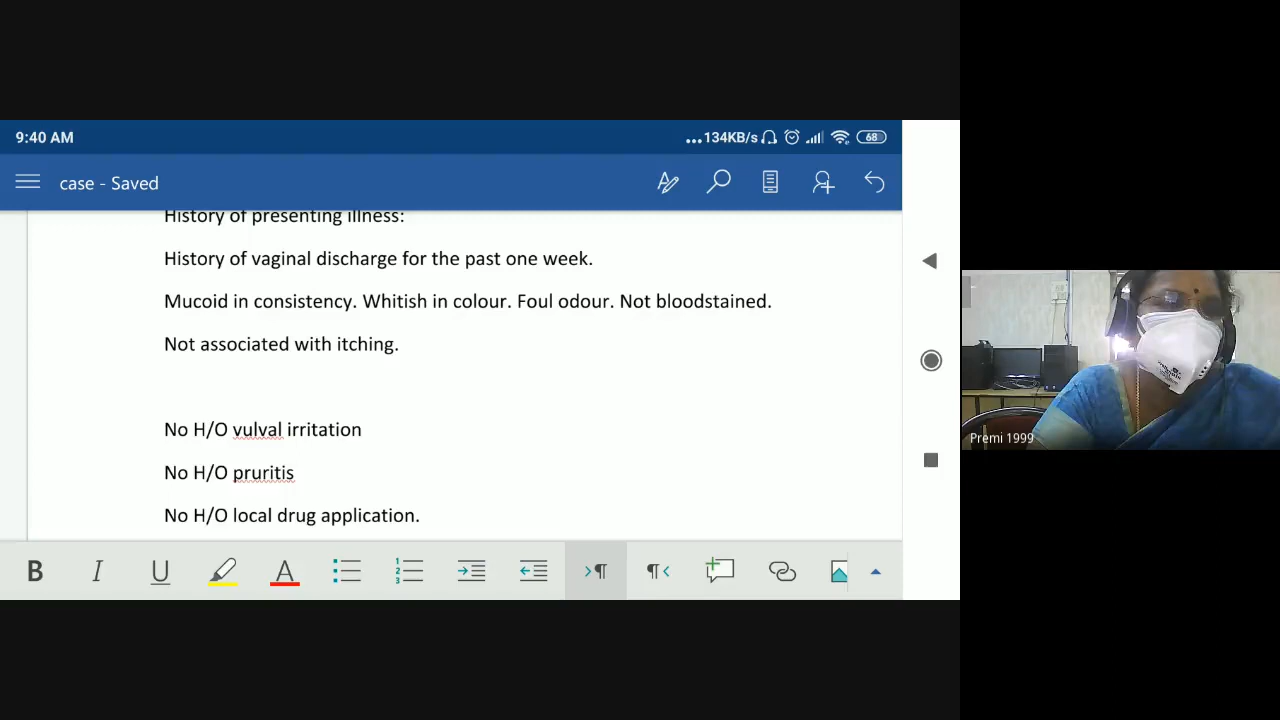 9:40 AM
...134KB/s
68
case - Saved
History of presenting illness:
History of vaginal discharge for the past one week.
Mucoid in consistency. Whitish in colour. Foul odour. Not bloodstained.
Not associated with itching.
No H/O vulval irritation
No H/O pruritis
No H/O local drug application.
B I U A
Premi 1999